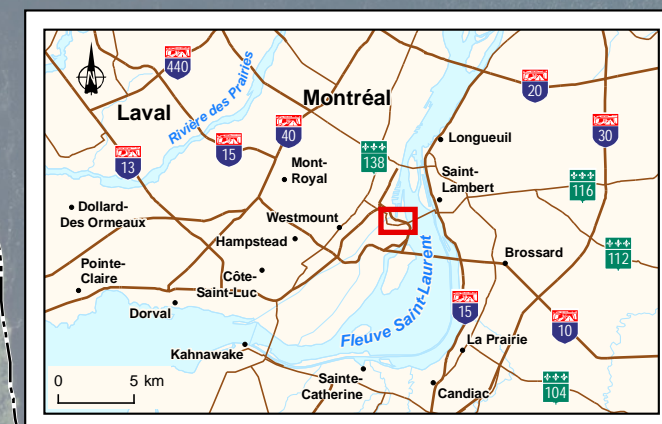 440
20
Laval
Rivière des Prairies
Montréal
30
40
13
15
138
Longueuil
Mont-
Royal
Saint-
Lambert
116
Dollard-
Des Ormeaux
Westmount
Hampstead
Brossard
112
Pointe-
Claire
Côte-
Saint-Luc
Fleuve Saint-Laurent
15
Dorval
10
Kahnawake
La Prairie
0 5 km
Sainte-
Catherine
Candiac
104